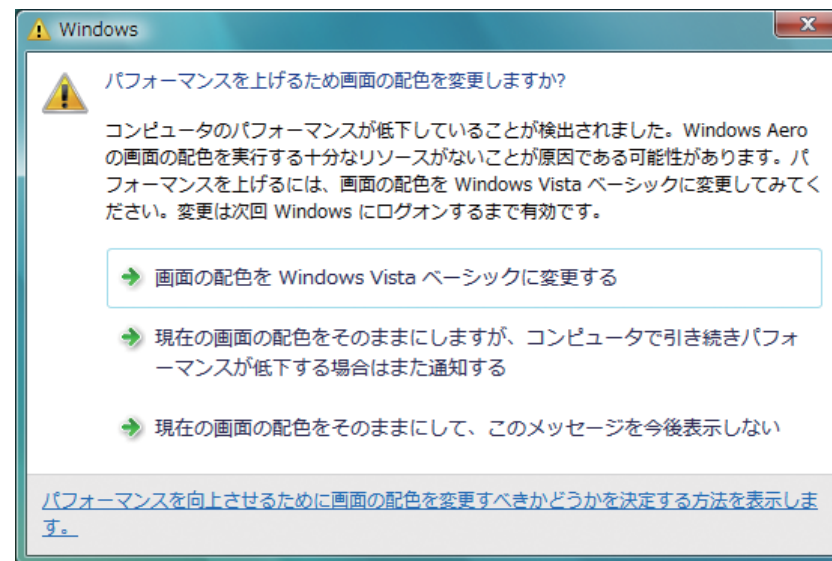 Windows
パフォーマンスを上げるため画面の配色を変更しますか?
コンピュータのパフォーマンスが低下していることが検出されました。Windows Aero
の画面の配色を実行する十分なリソースがないことが原因である可能性があります。パ
フォーマンスを上げるには、画面の配色を Windows Vista ベーシックに変更してみてく
ださい。変更は次回 Windows にログオンするまで有効です。
画面の配色を Windows Vista ベーシックに変更する
現在の画面の配色をそのままにしますが、コンピュータで引き続きパフォ
ーマンスが低下する場合はまた通知する
現在の画面の配色をそのままにして、このメッセージを今後表示しない
パフォーマンスを向上させるために画面の配色を変更すべきかどうかを決定する方法を表示しま
す。